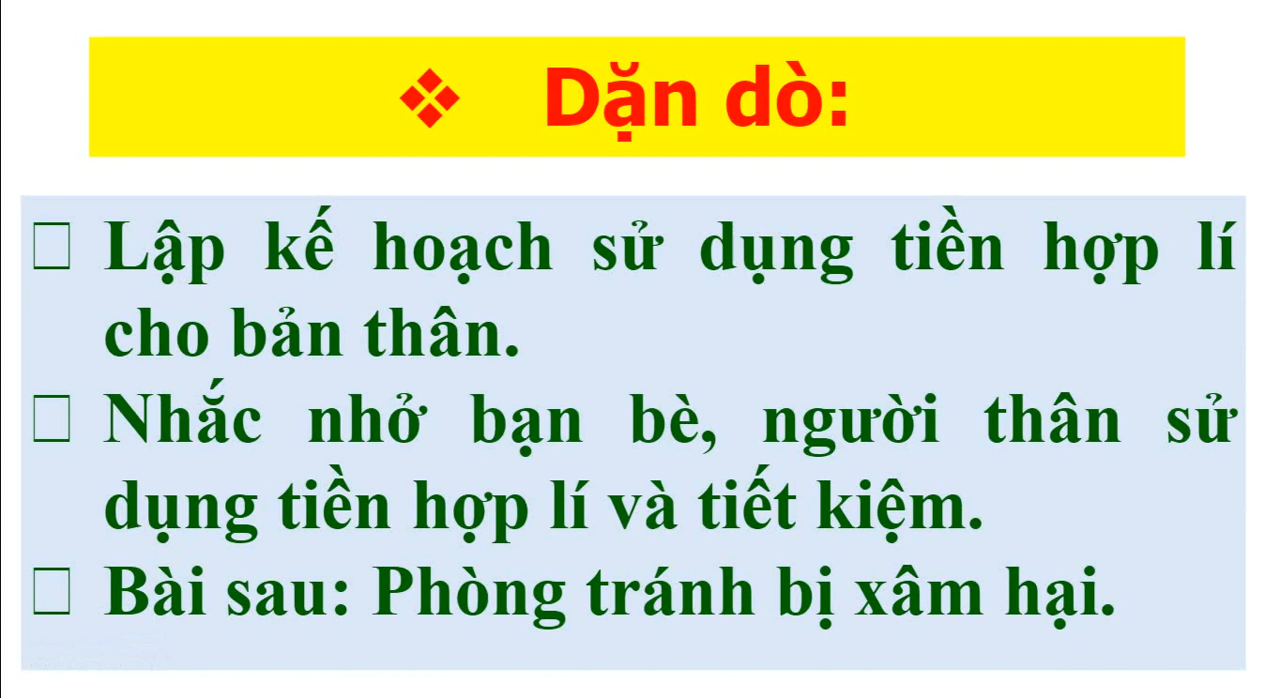 ❖ Dặn dò:
□ Lập kế hoạch sử dụng tiền hợp lí
cho bản thân.
□ Nhắc nhở bạn bè, người thân sử
dụng tiền hợp lí và tiết kiệm.
□ Bài sau: Phòng tránh bị xâm hại.